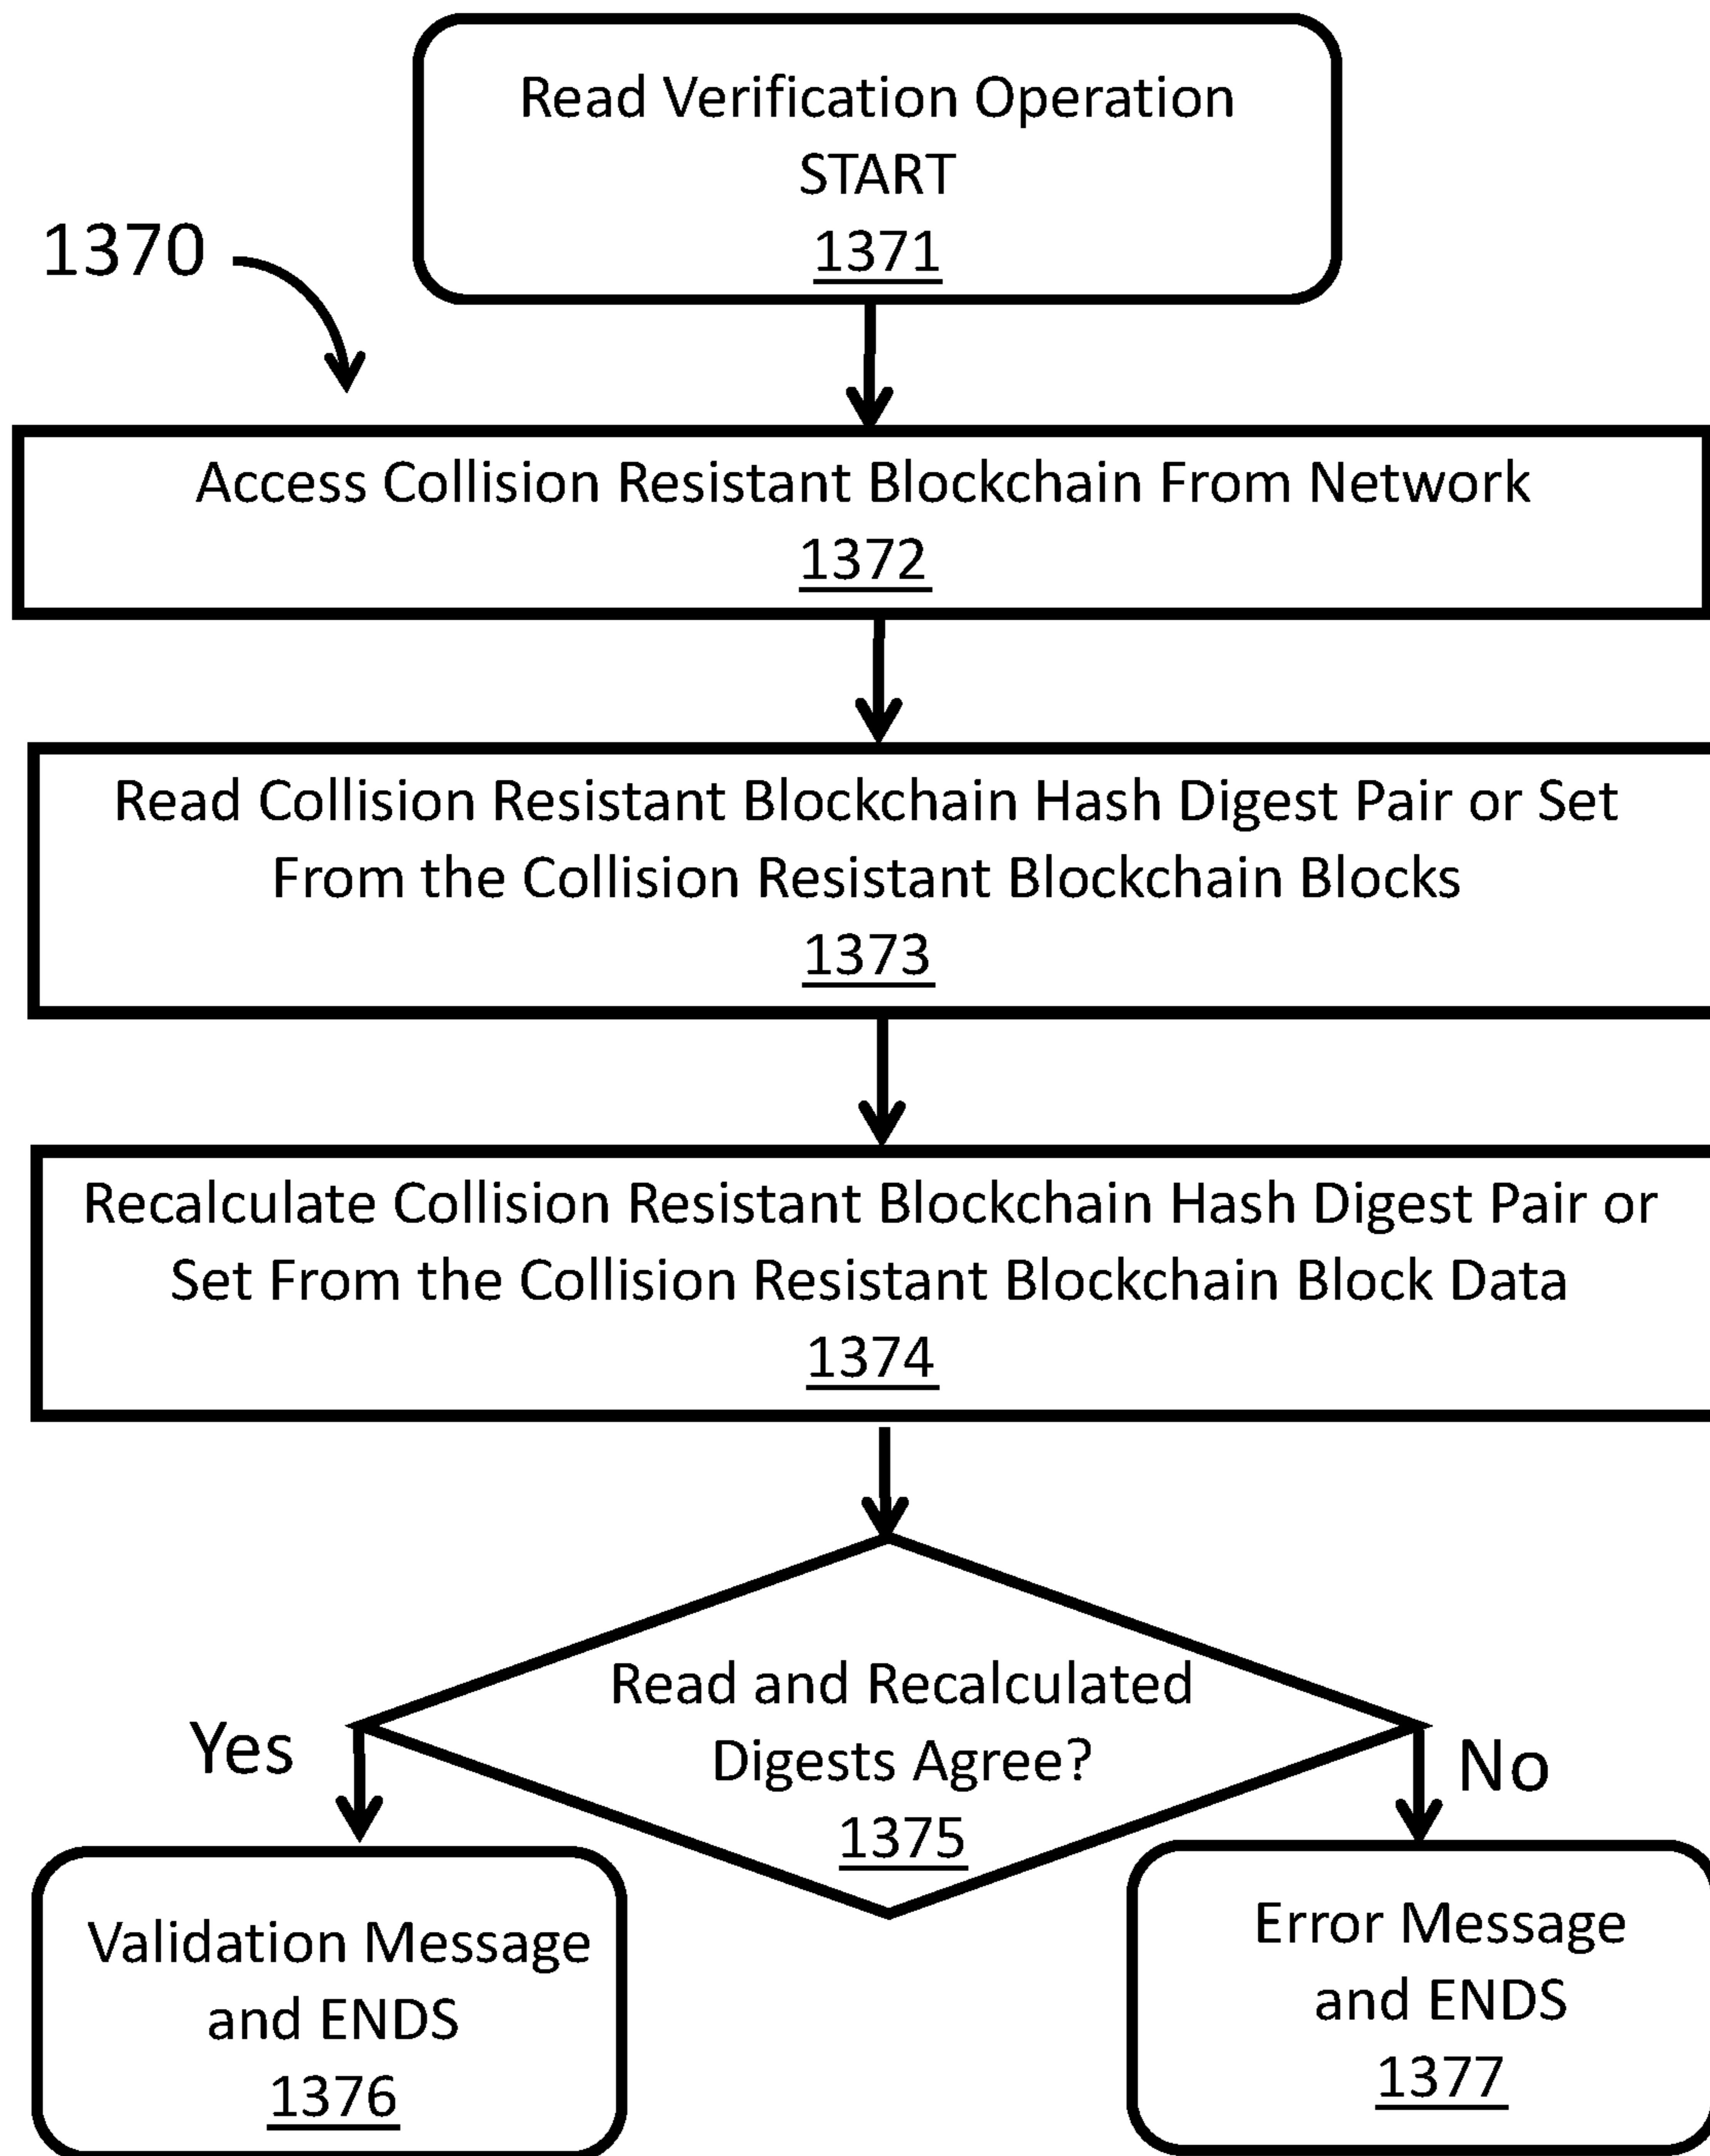 Read Verification Operation
START
1371
1370
Access Collision Resistant Blockchain From Network
1372
Read Collision Resistant Blockchain Hash Digest Pair or Set
From the Collision Resistant Blockchain Blocks
1373
Recalculate Collision Resistant Blockchain Hash Digest Pair or
Set From the Collision Resistant Blockchain Block Data
1374
Read and Recalculated
Digests Agree?
1375
Yes
No
Validation Message
and ENDS
1376
Error Message
and ENDS
1377